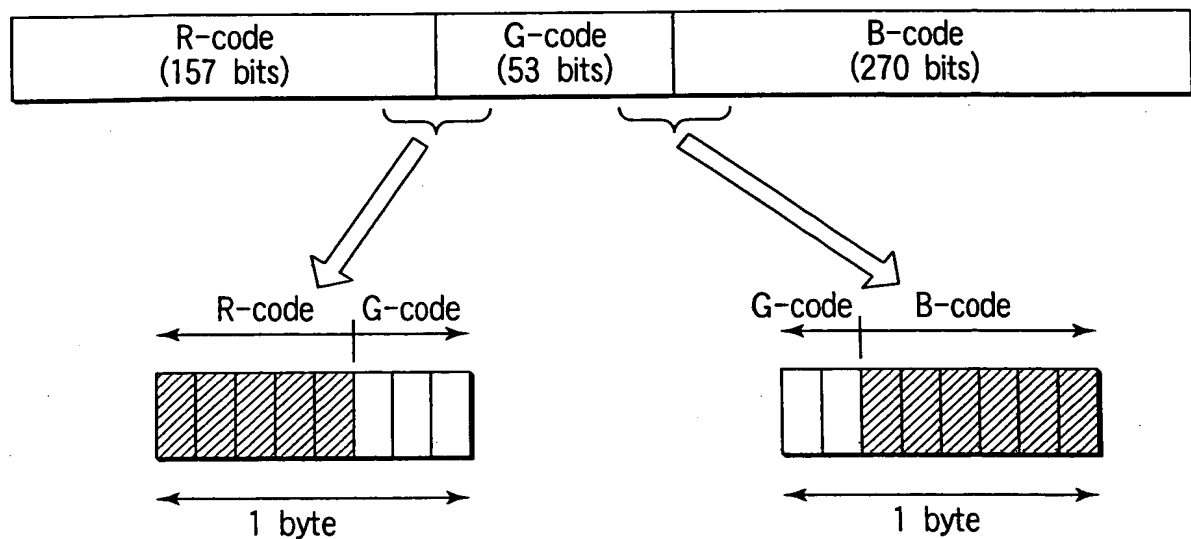 R-code
(157 bits)
G-code
(53 bits)
B-code
(270 bits)
R-code
G-code
G-code
B-code
1 byte
1 byte